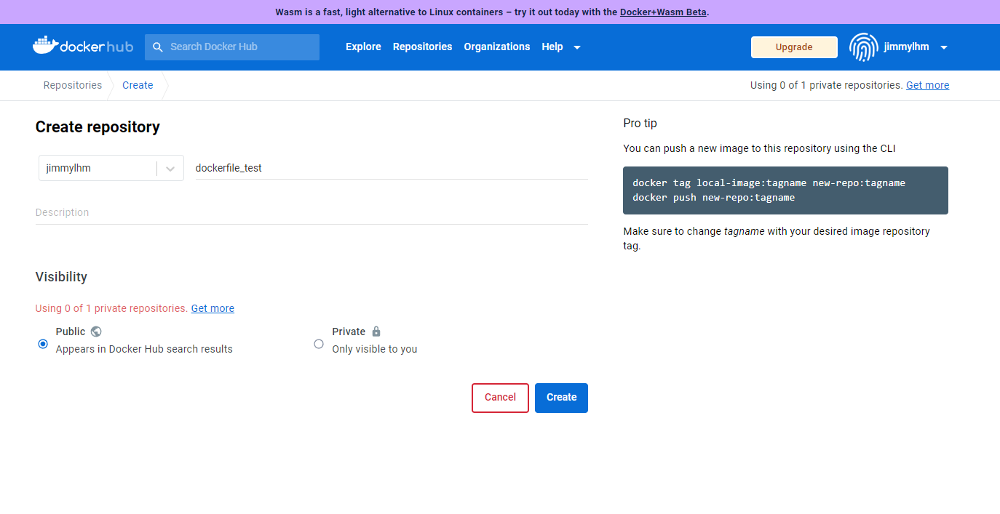 Wasm is a fast, light alternative to Linux containers – try it out today with the Docker+Wasm Beta.
docker hub
Search Docker Hub
Explore
Repositories
Organizations
Help
Upgrade
jimmylhm
Repositories
Create
Using 0 of 1 private repositories. Get more
Create repository
jimmylhm
dockerfile_test
Description
Visibility
Using 0 of 1 private repositories. Get more
Public
Appears in Docker Hub search results
Private
Only visible to you
Cancel
Create
Pro tip
You can push a new image to this repository using the CLI
docker tag local-image:tagname new-repo:tagname
docker push new-repo:tagname
Make sure to change tagname with your desired image repository
tag.